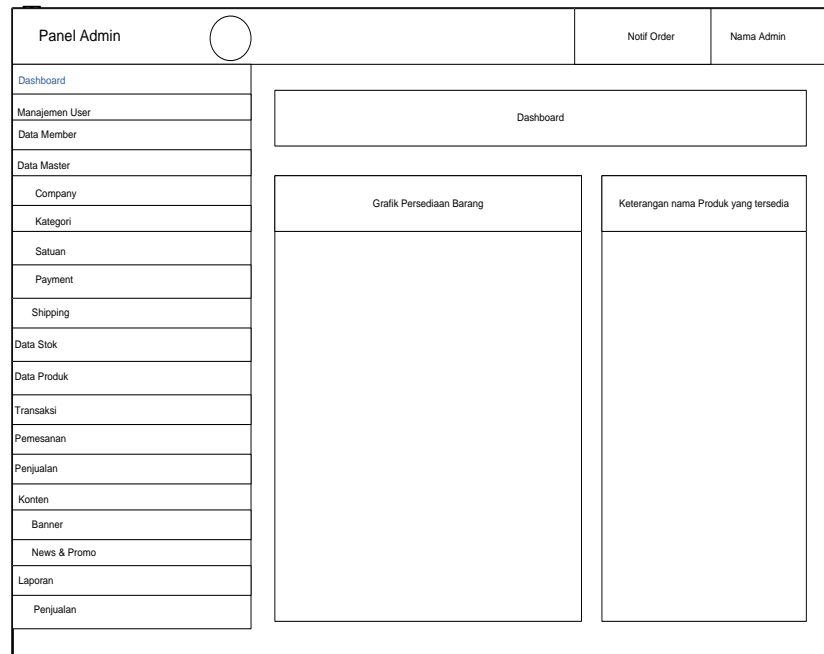 Panel Admin
Notif Order
Nama Admin
Dashboard
Manajemen User
Data Member
Data Master
Company
Kategori
Satuan
Payment
Shipping
Data Stok
Data Produk
Transaksi
Pemesanan
Penjualan
Konten
Banner
News & Promo
Laporan
Penjualan
Dashboard
Grafik Persediaan Barang
Keterangan nama Produk yang tersedia